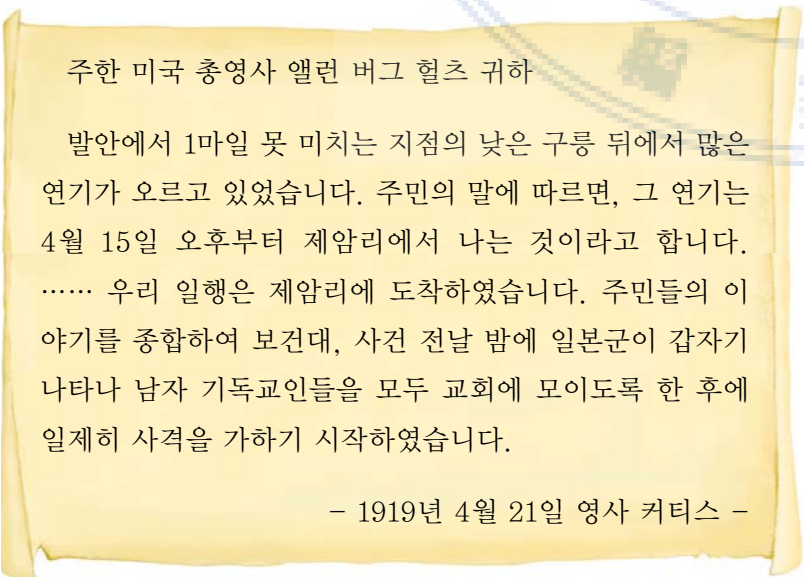 주한 미국 총영사 앨런 버그 헐츠 귀하
발안에서 1마일 못 미치는 지점의 낮은 구릉 뒤에서 많은
연기가 오르고 있었습니다. 주민의 말에 따르면, 그 연기는
4월 15일 오후부터 제암리에서 나는 것이라고 합니다.
…… 우리 일행은 제암리에 도착하였습니다. 주민들의 이
야기를 종합하여 보건대, 사건 전날 밤에 일본군이 갑자기
나타나 남자 기독교인들을 모두 교회에 모이도록 한 후에
일제히 사격을 가하기 시작하였습니다.
- 1919년 4월 21일 영사 커티스 -